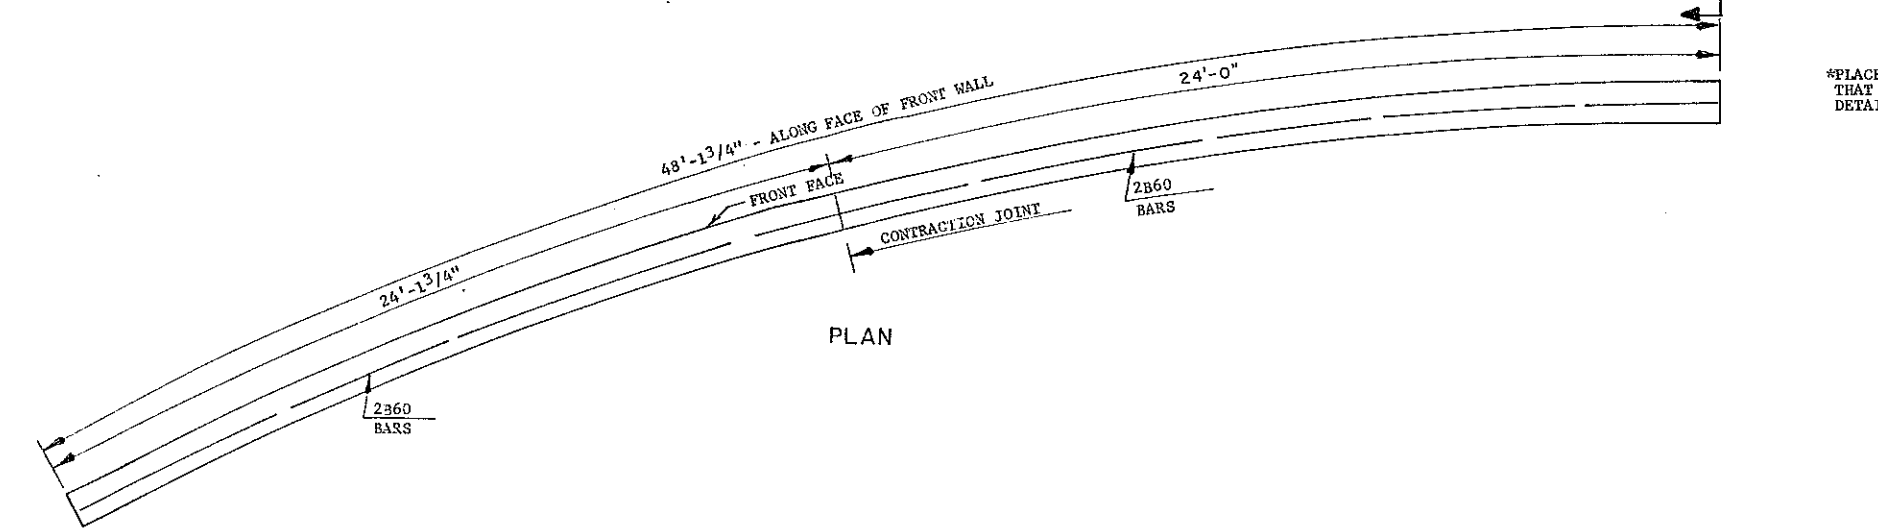 48'-1 3/4" - ALONG FACE OF FRONT WALL
24'-0"
*PLACE
THAT
DETAI
FRONT FACE
2B60
BARS
CONTRACTION JOINT
24'-1 3/4"
PLAN
2B60
BARS